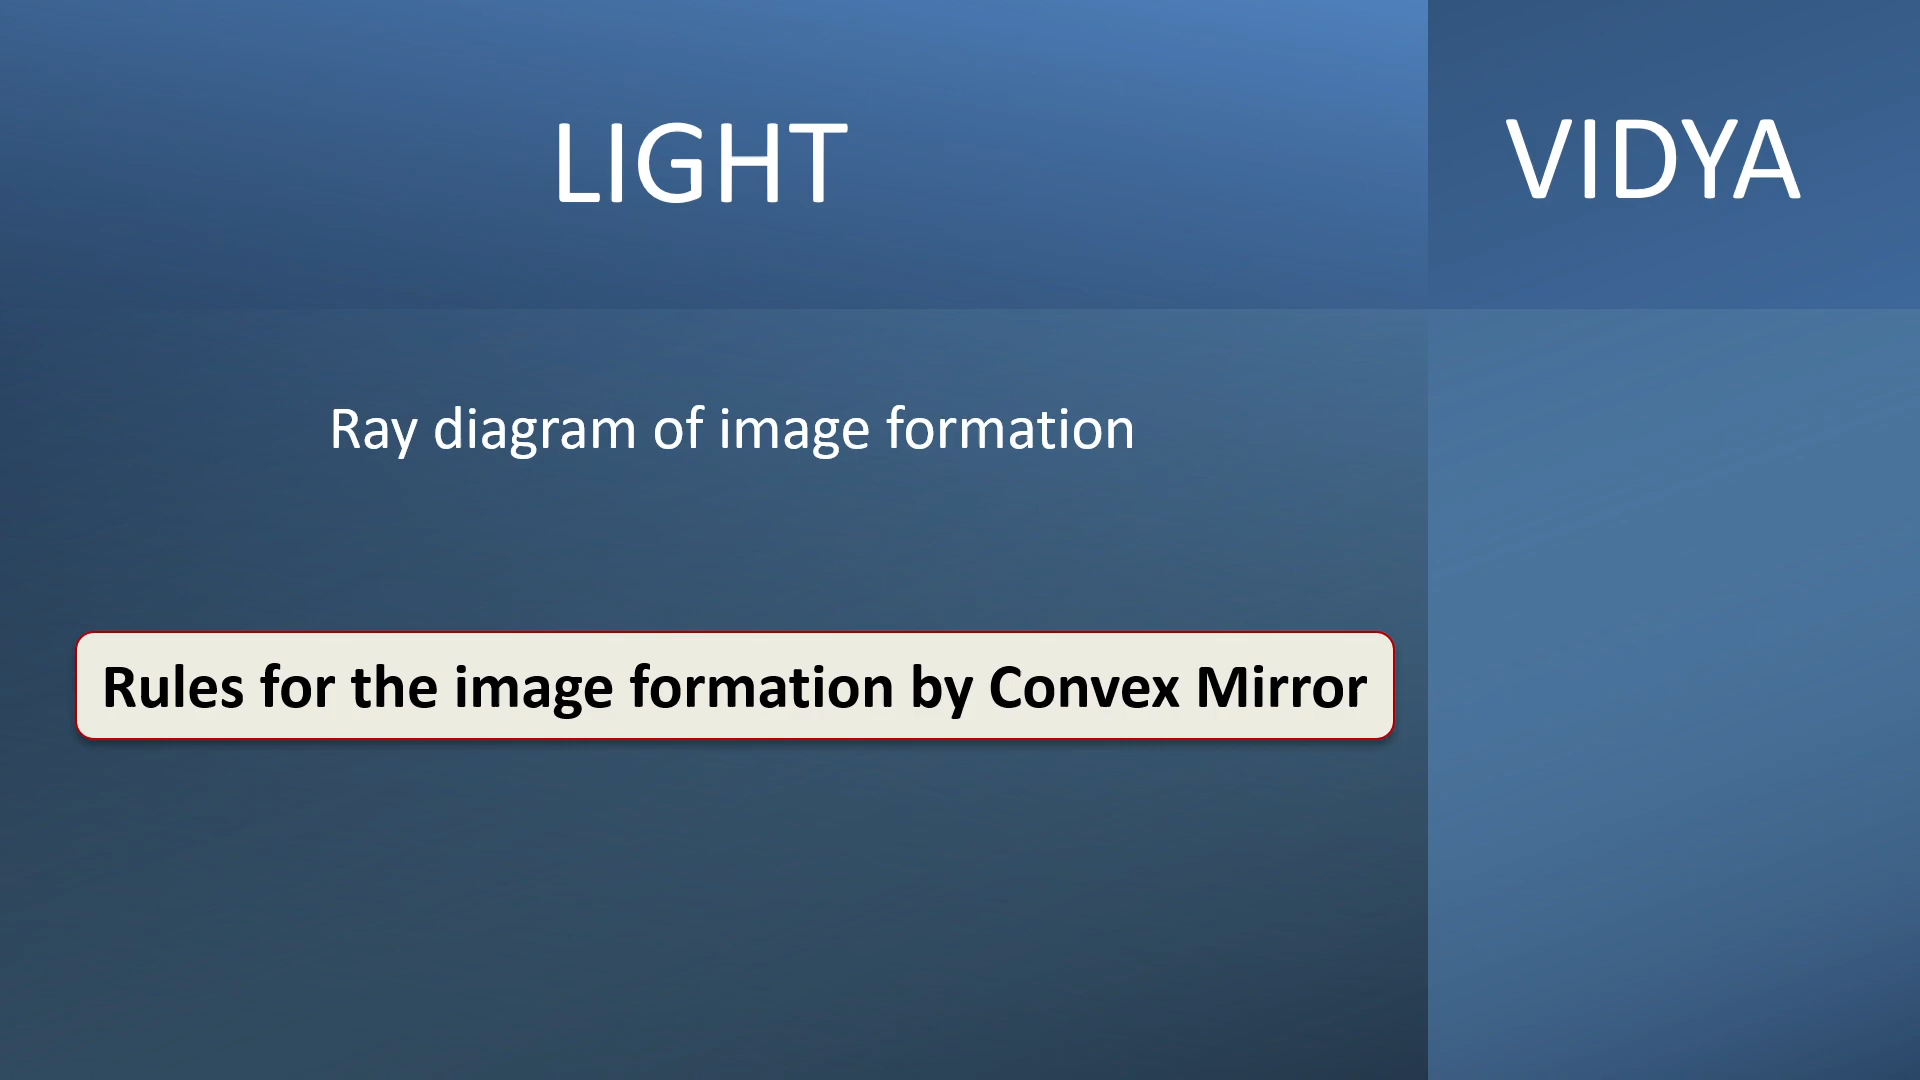 LIGHT
VIDYA
Ray diagram of image formation
Rules for the image formation by Convex Mirror